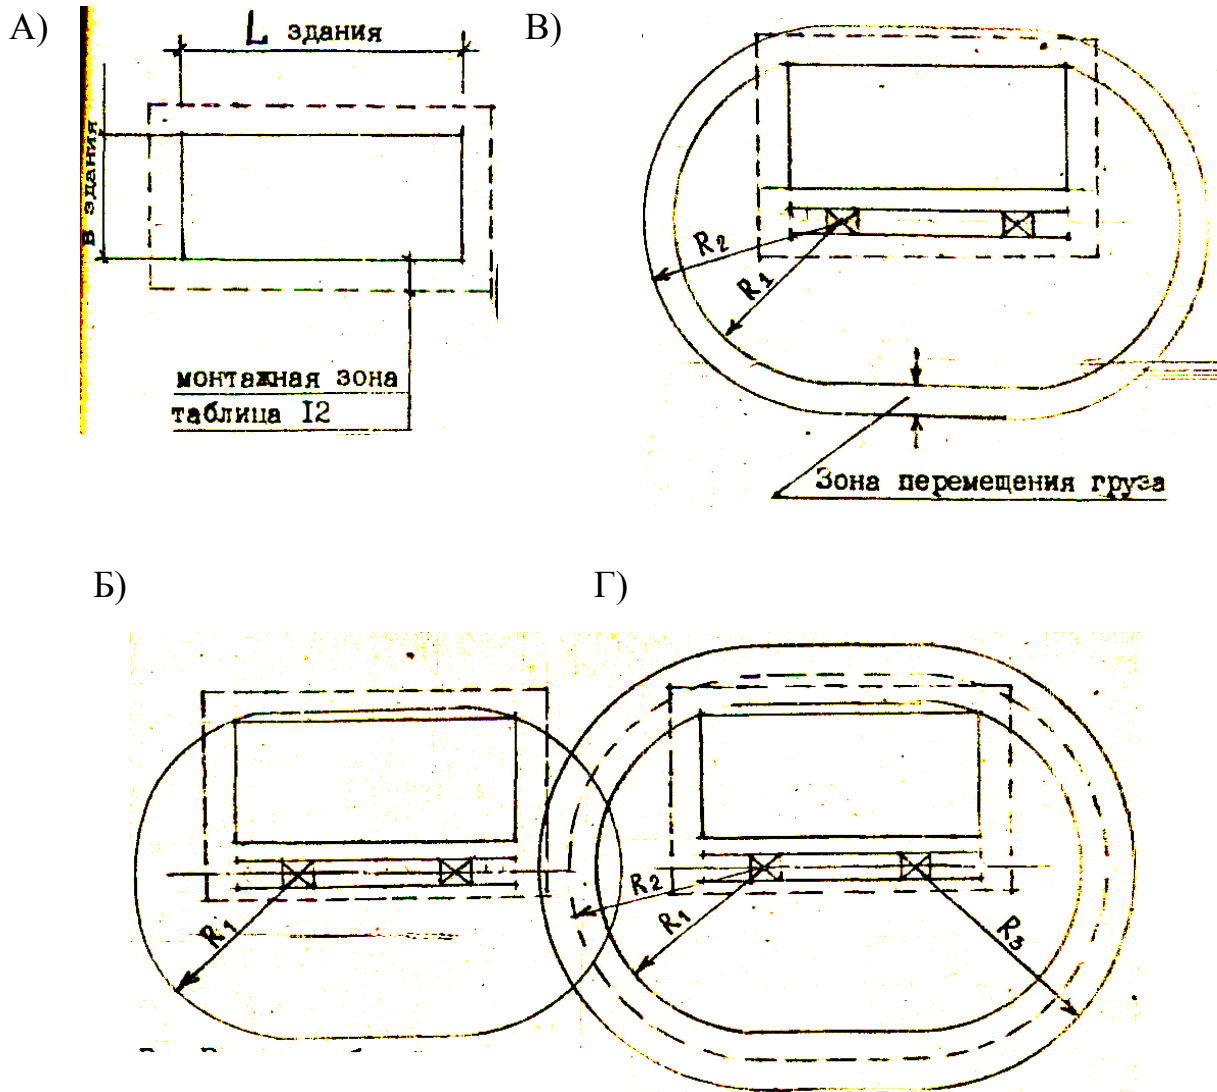 А)
L здания
В здания
монтажная зона
таблица I2
В)
R2
R1
Зона перемещения груза
Б)
R1
Г)
R2
R1
R3